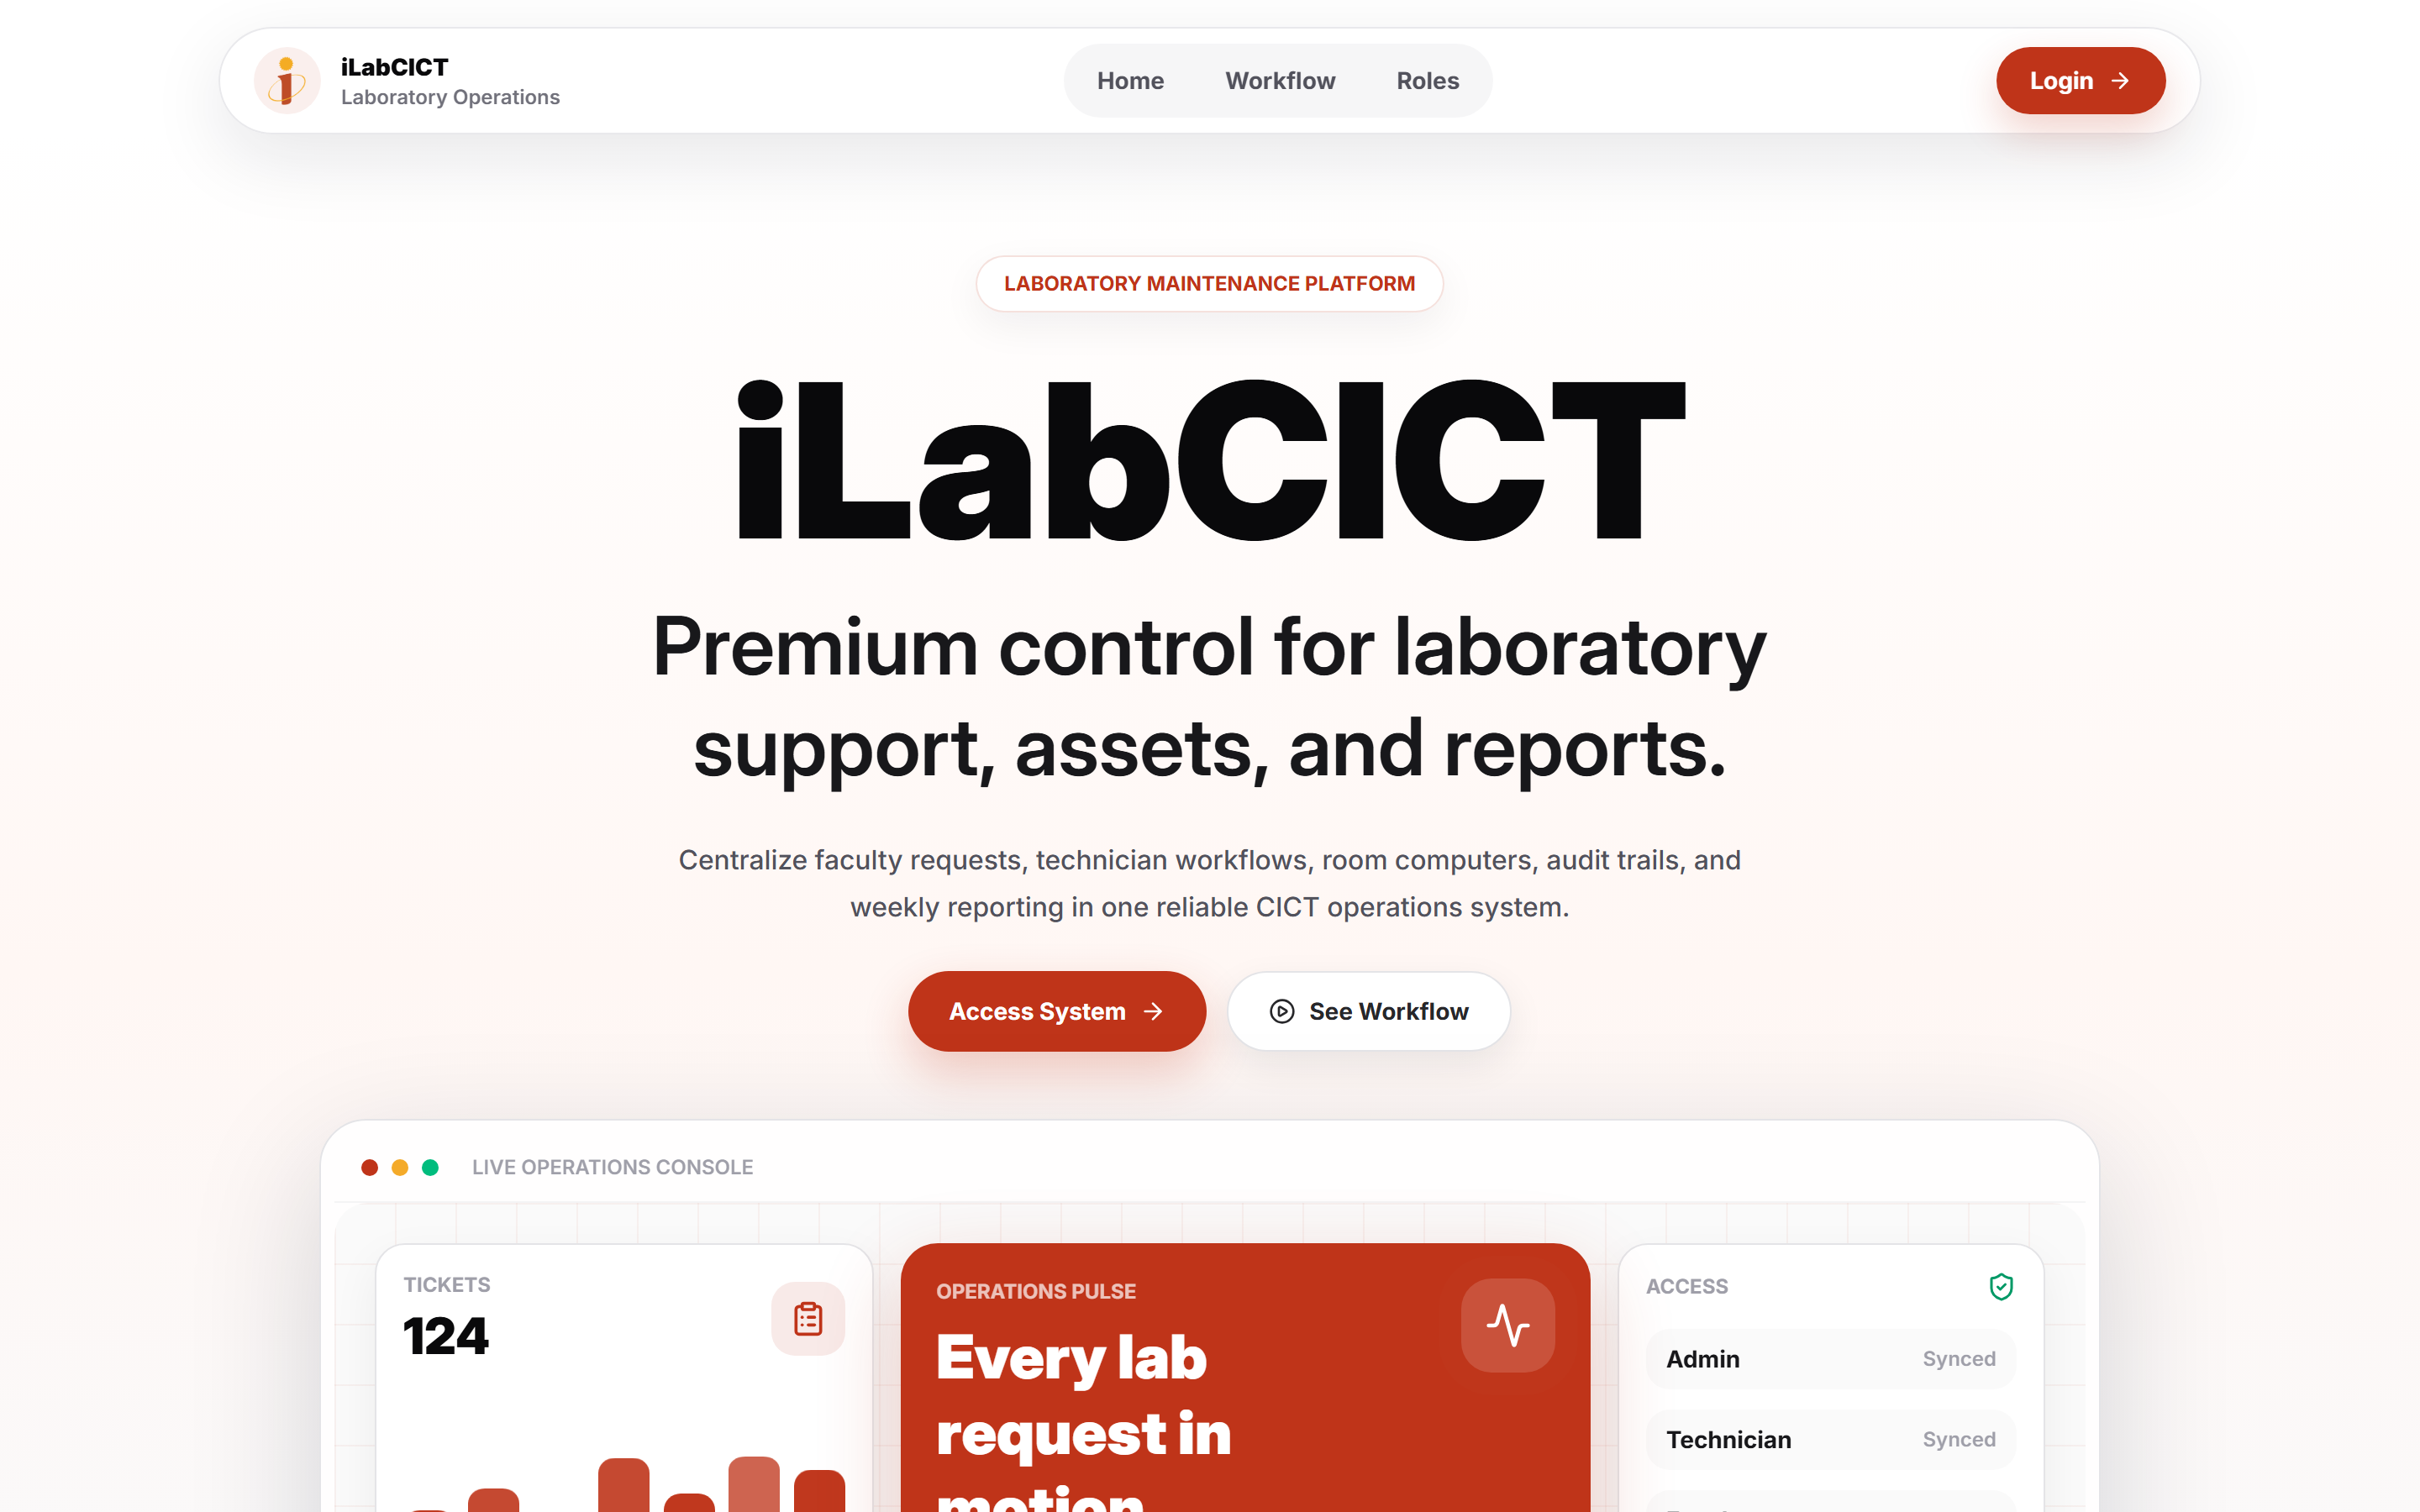 iLabCICT
Laboratory Operations
Home
Workflow
Roles
Login
LABORATORY MAINTENANCE PLATFORM
iLabCICT
Premium control for laboratory
support, assets, and reports.
Centralize faculty requests, technician workflows, room computers, audit trails, and
weekly reporting in one reliable CICT operations system.
Access System
See Workflow
LIVE OPERATIONS CONSOLE
TICKETS
124
OPERATIONS PULSE
Every lab
request in
motion
ACCESS
Admin
Synced
Technician
Synced